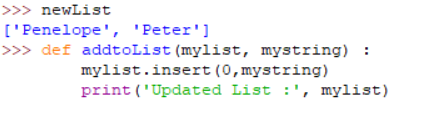 >>> newList
['Penelope', 'Peter']
>>> def addtoList(mylist, mystring) :
        mylist.insert(0,mystring)
        print('Updated List :', mylist)